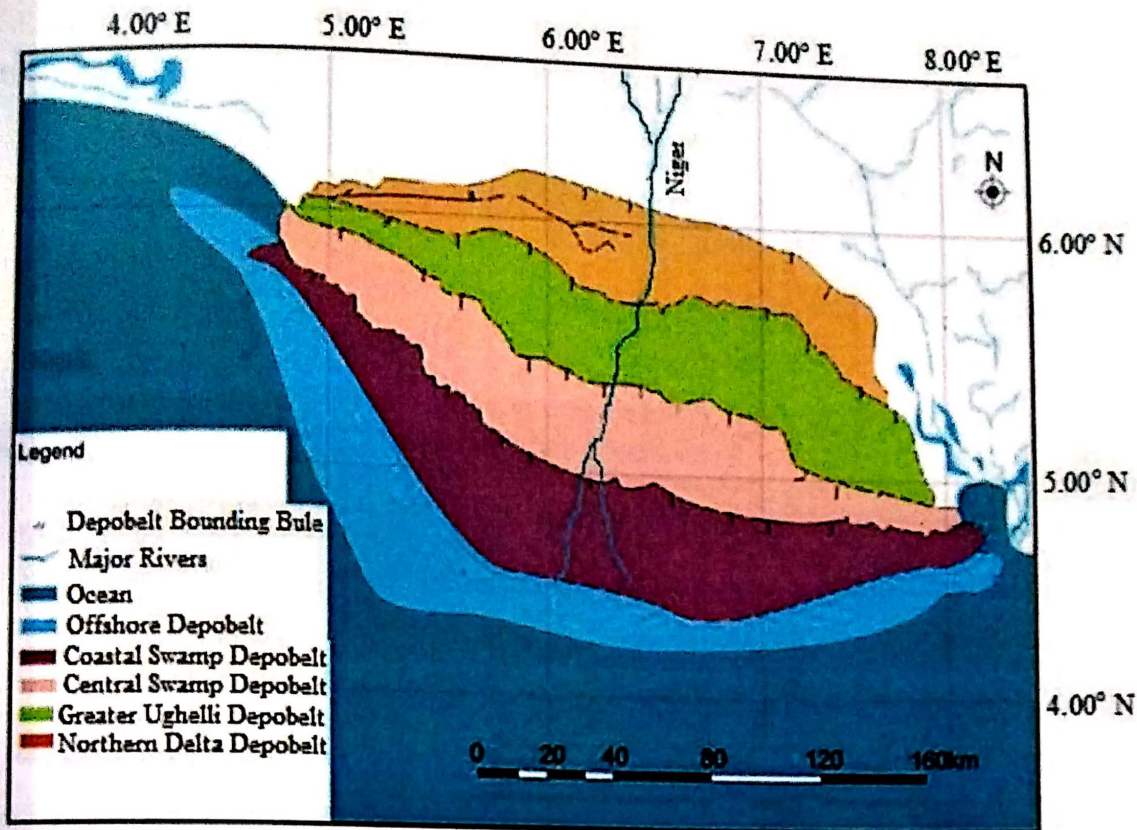 4.00° E 5.00° E 6.00° E 7.00° E 8.00° E
Niger
N
6.00° N
5.00° N
4.00° N
Legend
Depobelt Bounding Bule
Major Rivers
Ocean
Offshore Depobelt
Coastal Swamp Depobelt
Central Swamp Depobelt
Greater Ughelli Depobelt
Northern Delta Depobelt
0 20 40 80 120 160km